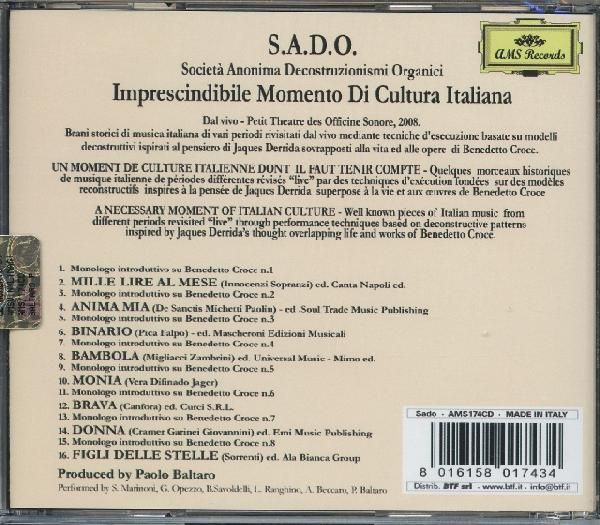 S.A.D.O.
AMS Records
Società Anonima Decostruzionismi Organici
Imprescindibile Momento Di Cultura Italiana
Dal vivo - Petit Theatre des Officine Sonore, 2008.
Brani storici di musica italiana di vari periodi rivisitati dal vivo mediante tecniche d'esecuzione basate su modelli
decostruttivi ispirati al pensiero di Jaques Derrida sovrapposti alla vita ed alle opere di Benedetto Croce.
UN MOMENT DE CULTURE ITALIENNE DONT IL FAUT TENIR COMPTE - Quelques morceaux historiques
de musique italienne de périodes différentes révisés "live" par des techniques d'exécution fondées sur des modèles
reconstructifs inspires à la pensée de Jaques Derrida superpose à la vie et aux œuvres de Benedetto Croce
A NECESSARY MOMENT OF ITALIAN CULTURE - Well known pieces of Italian music from
different periods revisited "live" through performance techniques based on deconstructive patterns
inspired by Jaques Derrida's thought overlapping life and works of Benedetto Croce.
1. Monologo introduttivo su Benedetto Croce n.1
2. MILLE LIRE AL MESE (Innocenzi Sopranzi) ed. Canta Napoli ed.
3. Monologo introduttivo su Benedetto Croce n.2
4. ANIMA MIA (De Sanctis Michetti Paolin) - ed .Soul Trade Music Publishing
5. Monologo introduttivo su Benedetto Croce n.3
6. BINARIO (Pica Falpo) - ed. Mascheroni Edizioni Musicali
7. Monologo introduttivo su Benedetto Croce n.4
8. BAMBOLA (Migliacci Zambrini) ed. Universal Music - Mimo ed.
9. Monologo introduttivo su Benedetto Croce n.5
10. MONIA (Vera Difinado Jager)
11. Monologo introduttivo su Benedetto Croce n.6
12. BRAVA (Canfora) ed. Curci S.R.L.
13. Monologo introduttivo su Benedetto Croce n.7
14. DONNA (Cramer Garinei Giovannini) ed. Emi Music Publishing
15. Monologo introduttivo su Benedetto Croce n.8
16. FIGLI DELLE STELLE (Sorrenti) ed. Ala Bianca Group
Produced by Paolo Baltaro
Performed by S. Marinoni, G. Opezzo, B.Savoldelli, L. Ranghino, A. Beccaro, P. Baltaro
Sado - AMS174CD - MADE IN ITALY
8 016158 017434
Distrib. BTF srl - www.btf.it - info@btf.it